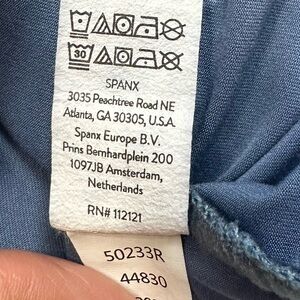 30
SPANX
3035 Peachtree Road NE
Atlanta, GA 30305, U.S.A.
Spanx Europe B.V.
Prins Bernhardplein 200
1097JB Amsterdam,
Netherlands
RN# 112121
50233R
44830